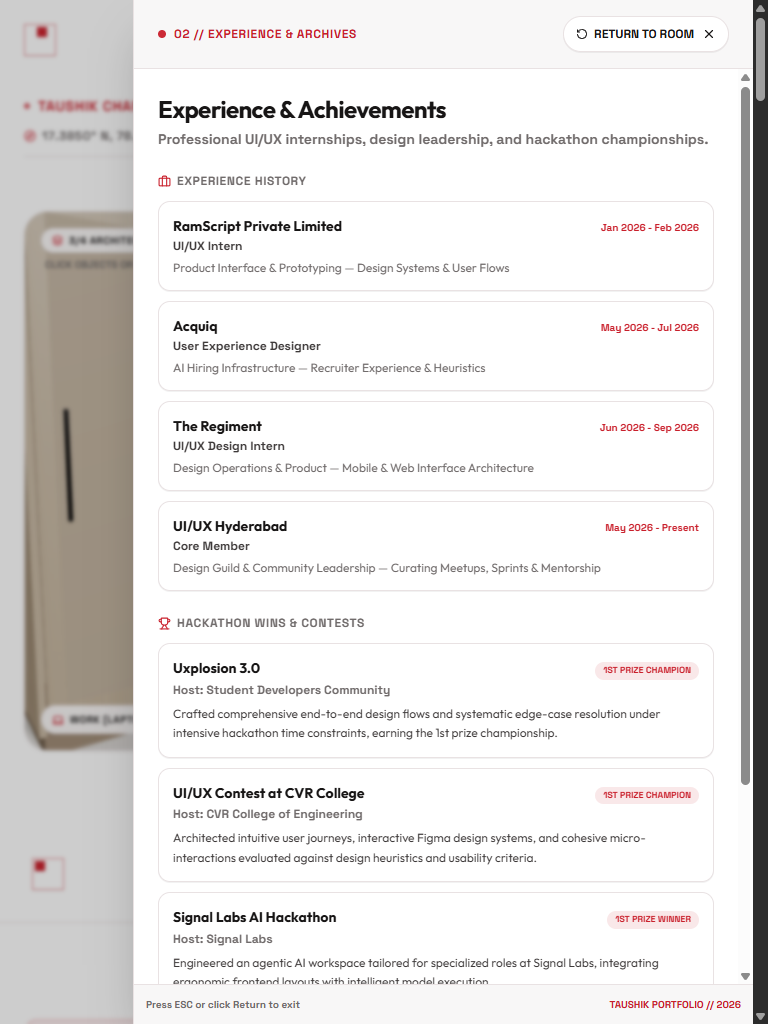 02 // EXPERIENCE & ARCHIVES
RETURN TO ROOM
TAUSHIK
Experience & Achievements
Professional UI/UX internships, design leadership, and hackathon championships.
EXPERIENCE HISTORY
RamScript Private Limited
Jan 2026 - Feb 2026
UI/UX Intern
Product Interface & Prototyping — Design Systems & User Flows
Acquiq
May 2026 - Jul 2026
User Experience Designer
AI Hiring Infrastructure — Recruiter Experience & Heuristics
The Regiment
Jun 2026 - Sep 2026
UI/UX Design Intern
Design Operations & Product — Mobile & Web Interface Architecture
UI/UX Hyderabad
May 2026 - Present
Core Member
Design Guild & Community Leadership — Curating Meetups, Sprints & Mentorship
HACKATHON WINS & CONTESTS
Uxplosion 3.0
1ST PRIZE CHAMPION
Host: Student Developers Community
Crafted comprehensive end-to-end design flows and systematic edge-case resolution under
intensive hackathon time constraints, earning the 1st prize championship.
UI/UX Contest at CVR College
1ST PRIZE CHAMPION
Host: CVR College of Engineering
Architected intuitive user journeys, interactive Figma design systems, and cohesive micro-
interactions evaluated against design heuristics and usability criteria.
Signal Labs AI Hackathon
1ST PRIZE WINNER
Host: Signal Labs
Engineered an agentic AI workspace tailored for specialized roles at Signal Labs, integrating
ergonomic frontend layouts with intelligent model execution.
WORK
Press ESC or click Return to exit
TAUSHIK PORTFOLIO // 2026